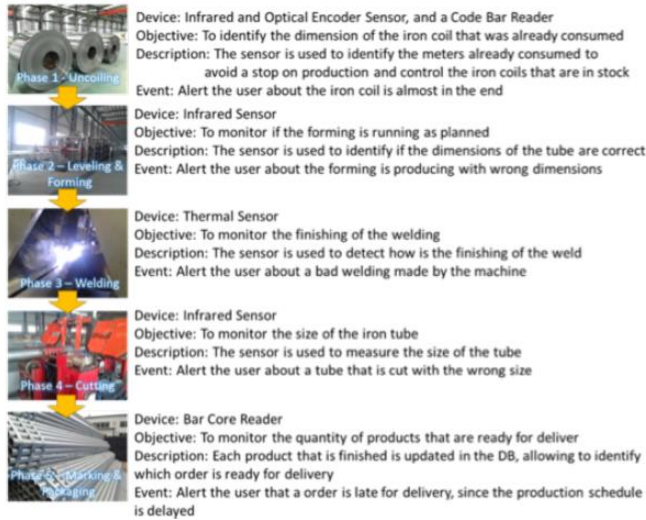 Device: Infrared and Optical Encoder Sensor, and a Code Bar Reader
Objective: To identify the dimension of the iron coil that was already consumed
Description: The sensor is used to identify the meters already consumed to
avoid a stop on production and control the iron coils that are in stock
Event: Alert the user about the iron coil is almost in the end
Phase 1 - Uncoiling
Device: Infrared Sensor
Objective: To monitor if the forming is running as planned
Description: The sensor is used to identify if the dimensions of the tube are correct
Event: Alert the user about the forming is producing with wrong dimensions
Phase 2 – Leveling &
Forming
Device: Thermal Sensor
Objective: To monitor the finishing of the welding
Description: The sensor is used to detect how is the finishing of the weld
Event: Alert the user about a bad welding made by the machine
Phase 3 – Welding
Device: Infrared Sensor
Objective: To monitor the size of the iron tube
Description: The sensor is used to measure the size of the tube
Event: Alert the user about a tube that is cut with the wrong size
Phase 4 – Cutting
Device: Bar Core Reader
Objective: To monitor the quantity of products that are ready for deliver
Description: Each product that is finished is updated in the DB, allowing to identify
which order is ready for delivery
Event: Alert the user that a order is late for delivery, since the production schedule
is delayed
Phase 5 – Marking &
Packaging